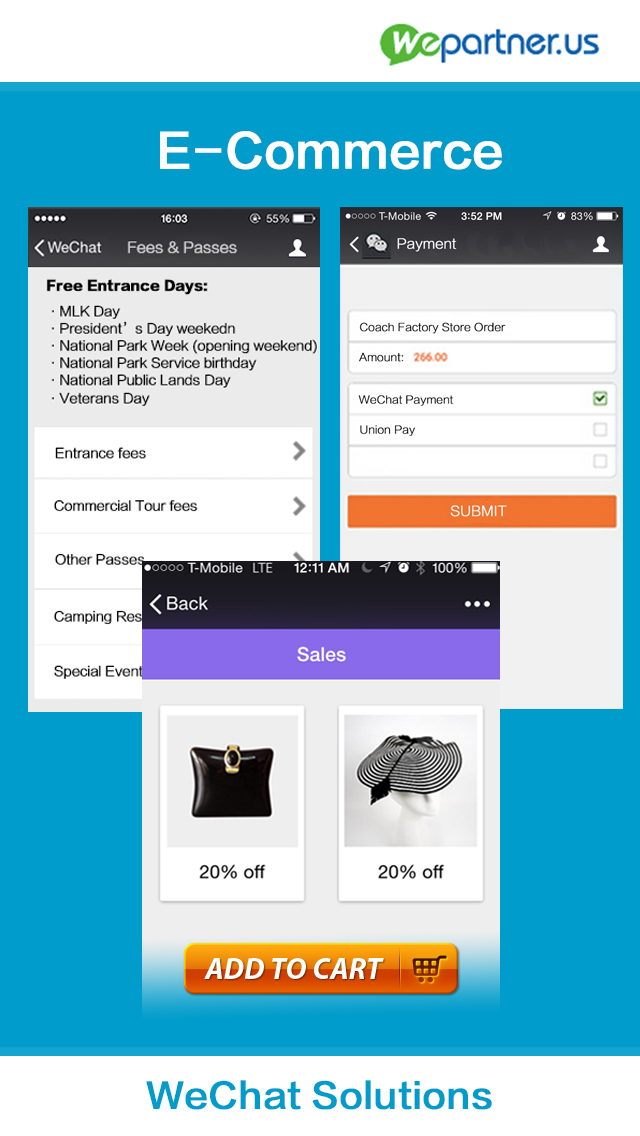 Wepartner.us
E-Commerce
16:03
55%
WeChat
Fees & Passes
Free Entrance Days:
· MLK Day
· President's Day weekedn
· National Park Week (opening weekend)
· National Park Service birthday
· National Public Lands Day
· Veterans Day
Entrance fees
Commercial Tour fees
Other Passes
Camping Res
Special Event
T-Mobile
3:52 PM
83%
Payment
Coach Factory Store Order
Amount: 266.00
WeChat Payment
Union Pay
SUBMIT
T-Mobile LTE
12:11 AM
100%
Back
Sales
20% off
20% off
ADD TO CART
WeChat Solutions